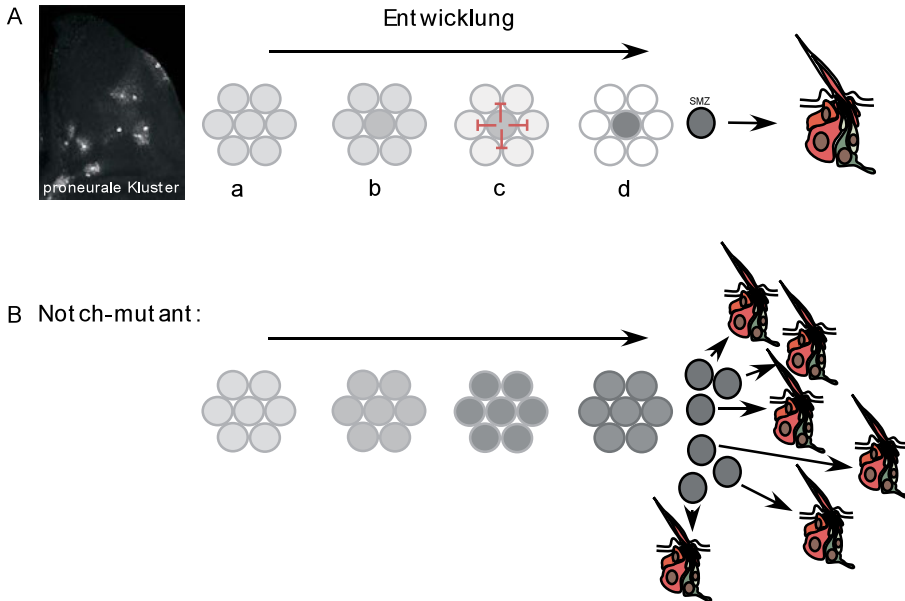 A
Entwicklung
SMZ
proneurale Kluster
a
b
c
d
B Notch-mutant: